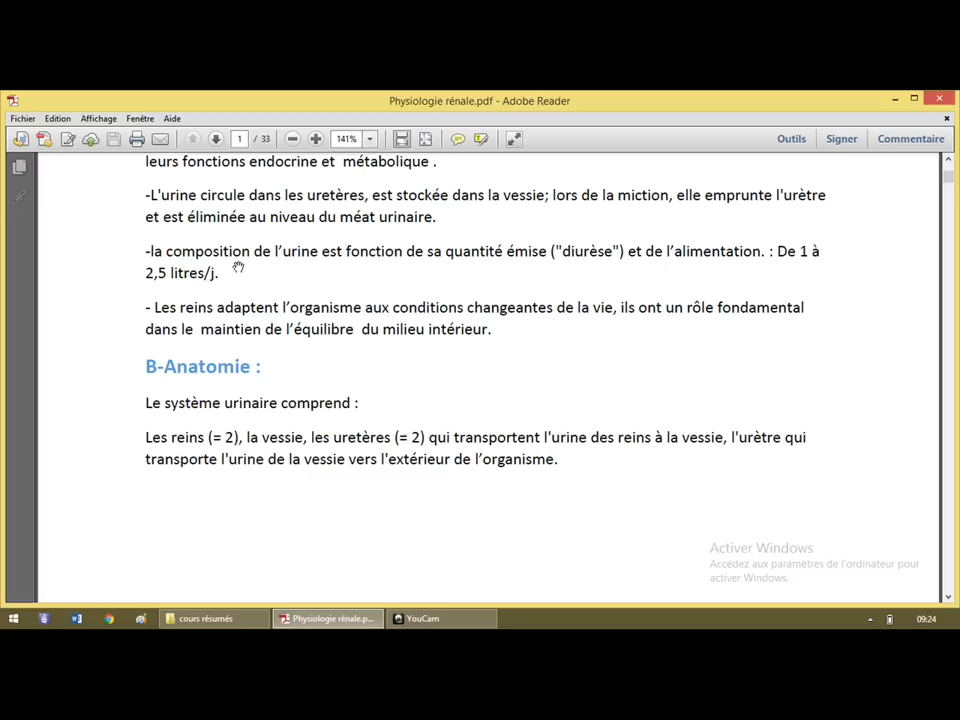 Physiologie rénale.pdf - Adobe Reader
Fichier Edition Affichage Fenêtre Aide
1 / 33 141% Outils Signer Commentaire
leurs fonctions endocrine et métabolique .
-L'urine circule dans les uretères, est stockée dans la vessie; lors de la miction, elle emprunte l'urètre
et est éliminée au niveau du méat urinaire.
-la composition de l’urine est fonction de sa quantité émise ("diurèse") et de l’alimentation. : De 1 à
2,5 litres/j.
- Les reins adaptent l’organisme aux conditions changeantes de la vie, ils ont un rôle fondamental
dans le maintien de l’équilibre du milieu intérieur.
B-Anatomie :
Le système urinaire comprend :
Les reins (= 2), la vessie, les uretères (= 2) qui transportent l'urine des reins à la vessie, l'urètre qui
transporte l'urine de la vessie vers l'extérieur de l’organisme.
Activer Windows
Accédez aux paramètres de l'ordinateur pour
activer Windows.
cours résumés Physiologie rénale.p... YouCam 09:24